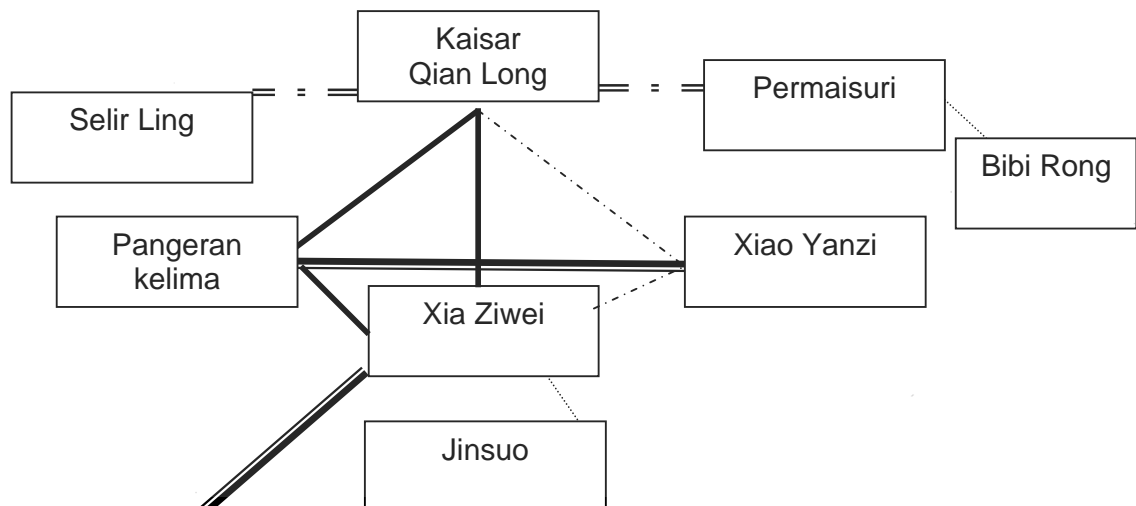 Kaisar
Qian Long
Permaisuri
Selir Ling
Bibi Rong
Pangeran
kelima
Xiao Yanzi
Xia Ziwei
Jinsuo